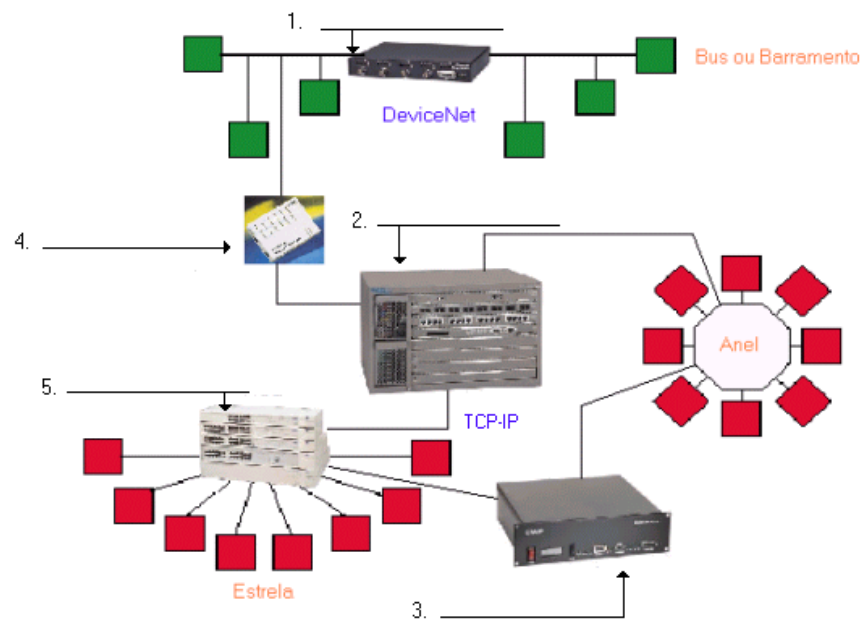 1.
Bus ou Barramento
DeviceNet
2.
4.
Anel
5.
TCP-IP
Estrela
3.